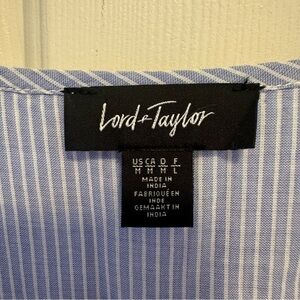 Lord & Taylor
US CA D F
M M M L
MADE IN
INDIA
FABRIQUÉ EN
INDE
GEMAAKT IN
INDIA